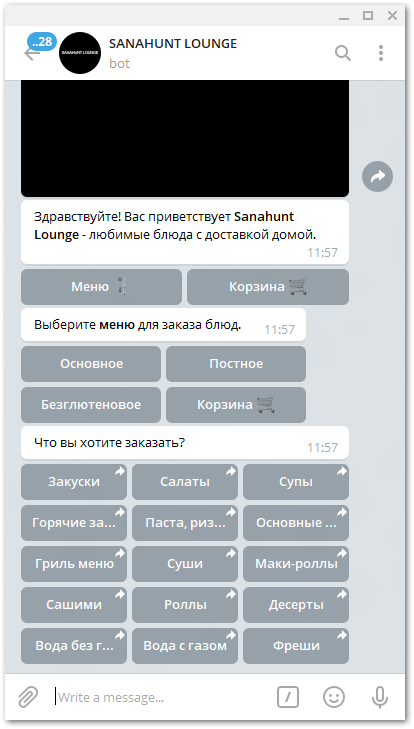 ..28
SANAHUNT LOUNGE
SANAHUNT LOUNGE
bot
Здравствуйте! Вас приветствует Sanahunt
Lounge - любимые блюда с доставкой домой.
11:57
Меню
Корзина
Выберите меню для заказа блюд.
11:57
Основное
Постное
Безглютеновое
Корзина
Что вы хотите заказать?
11:57
Закуски
Салаты
Супы
Горячие за...
Паста, риз...
Основные ...
Гриль меню
Суши
Маки-роллы
Сашими
Роллы
Десерты
Вода без г...
Вода с газом
Фреши
Write a message...